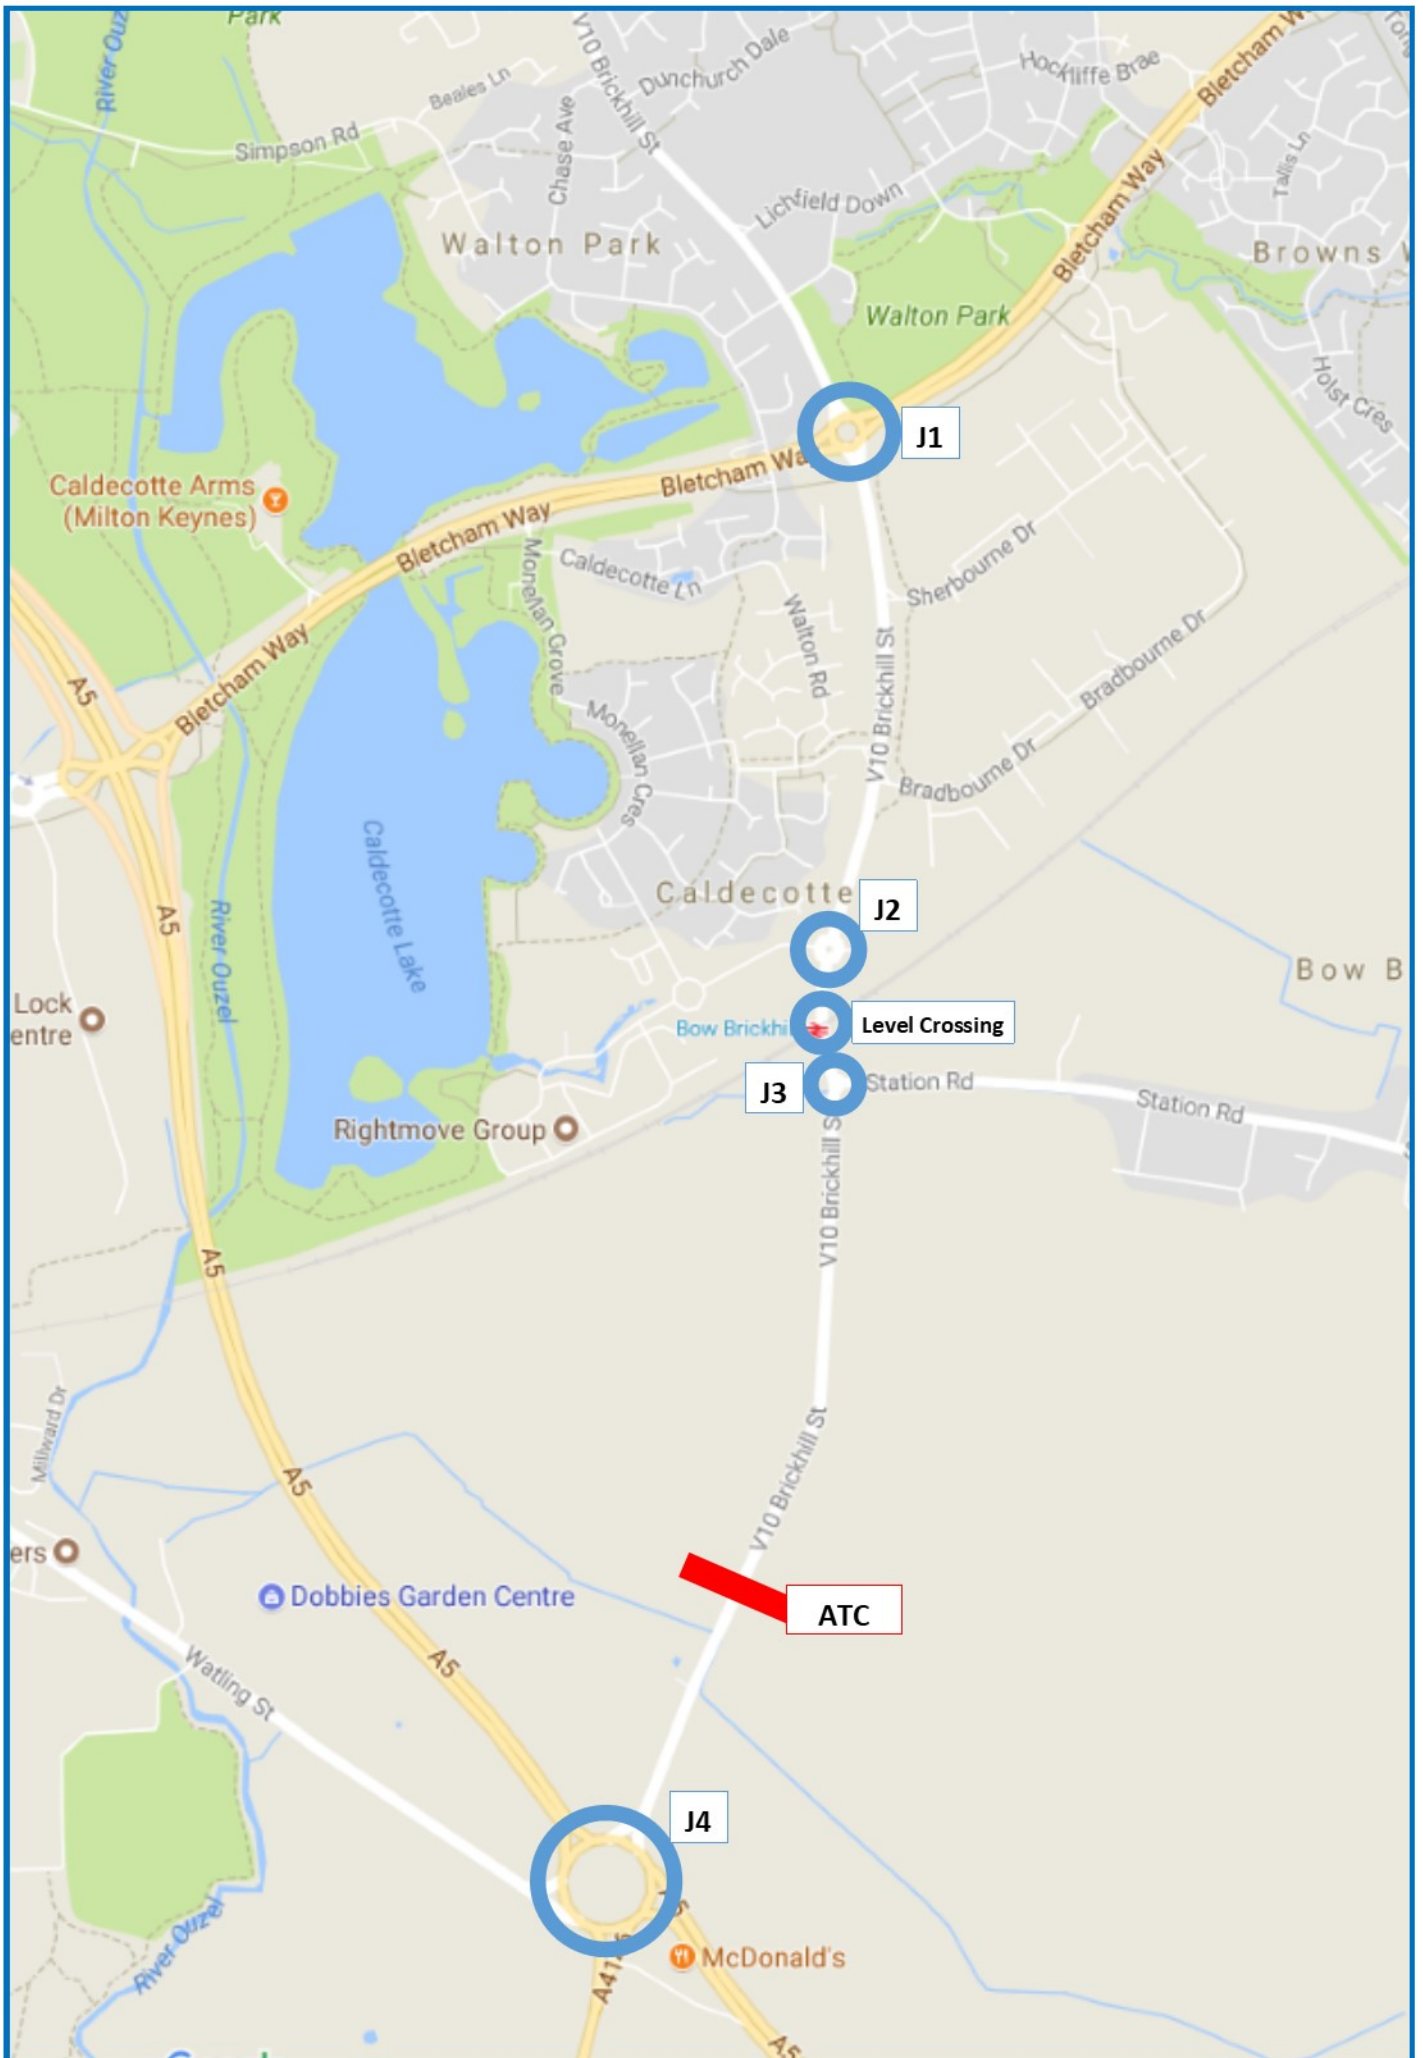 Park
River Ouz
V10 Brickhill St
Dunchurch Dale
Hockliffe Brae
Bletcham W
Beales Ln
Simpson Rd
Chase Ave
Lichfield Down
Bletcham Way
Tallis Ln
Walton Park
Browns
Walton Park
Holst Cres
J1
Bletcham Wa
Caldecotte Arms
(Milton Keynes)
Bletcham Way
Monellan Grove
Caldecotte Ln
Sherbourne Dr
Walton Rd
V10 Brickhill St
Bradbourne Dr
A5
Bletcham Way
Monellan Cres
Bradbourne Dr
Caldecotte Lake
Caldecotte
J2
A5
River Ouzel
Bow B
Lock
entre
Bow Brickhi
Level Crossing
J3
Station Rd
Station Rd
Rightmove Group
V10 Brickhill S
A5
Millward Dr
V10 Brickhill St
A5
ers
Dobbies Garden Centre
ATC
A5
Watling St
J4
River Ouzel
McDonald's
A5